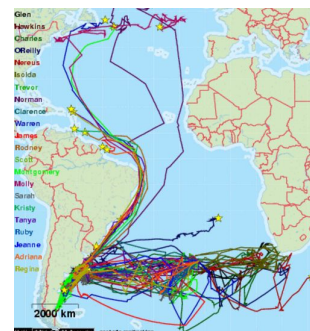 Glen
Hawkins
Charles
OReilly
Nereus
Isolda
Trevor
Norman
Clarence
Warren
James
Rodney
Scott
Montgomery
Molly
Sarah
Kristy
Tanya
Ruby
Jeanne
Adriana
Regina
2000 km